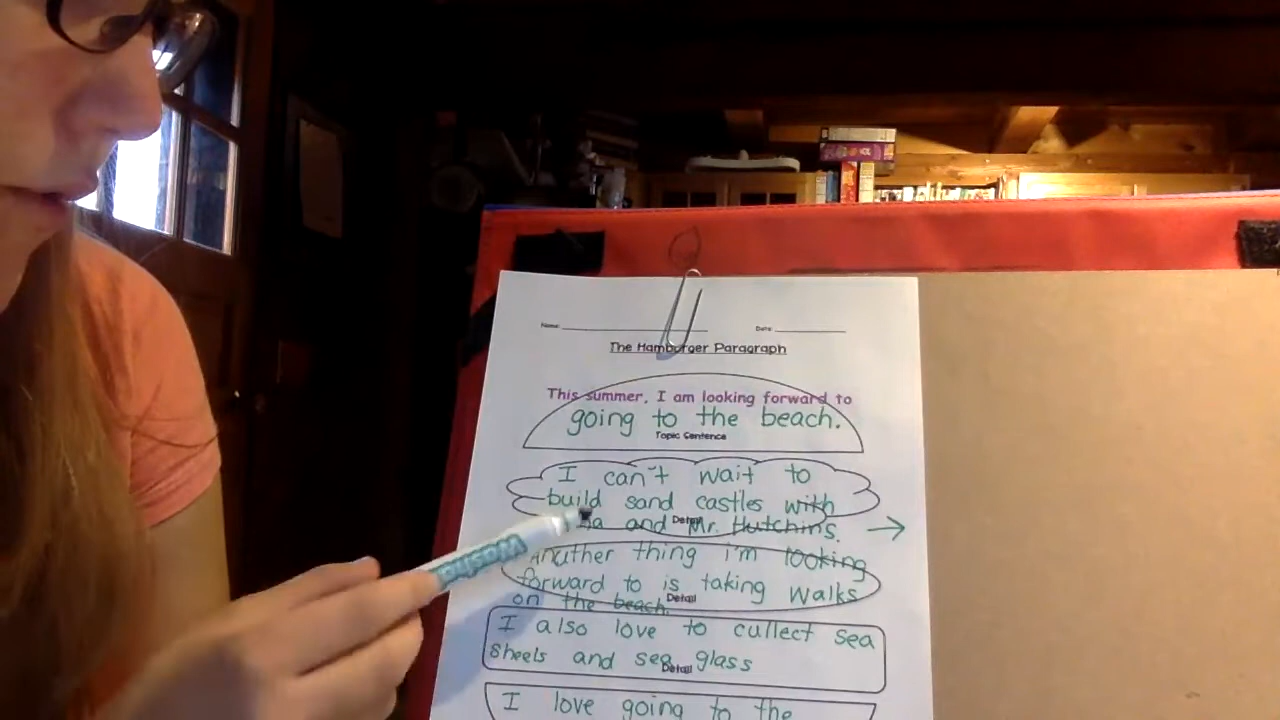 Name:
Date:
The Hamburger Paragraph
This summer, I am looking forward to
going to the beach.
Topic Sentence
I can't wait to
build sand castles with
and Mr. Hutchins.
Detail
Another thing i'm looking
forward to is taking walks
on the beach.
Detail
I also love to cullect sea
sheels and sea glass
Detail
I love going to the